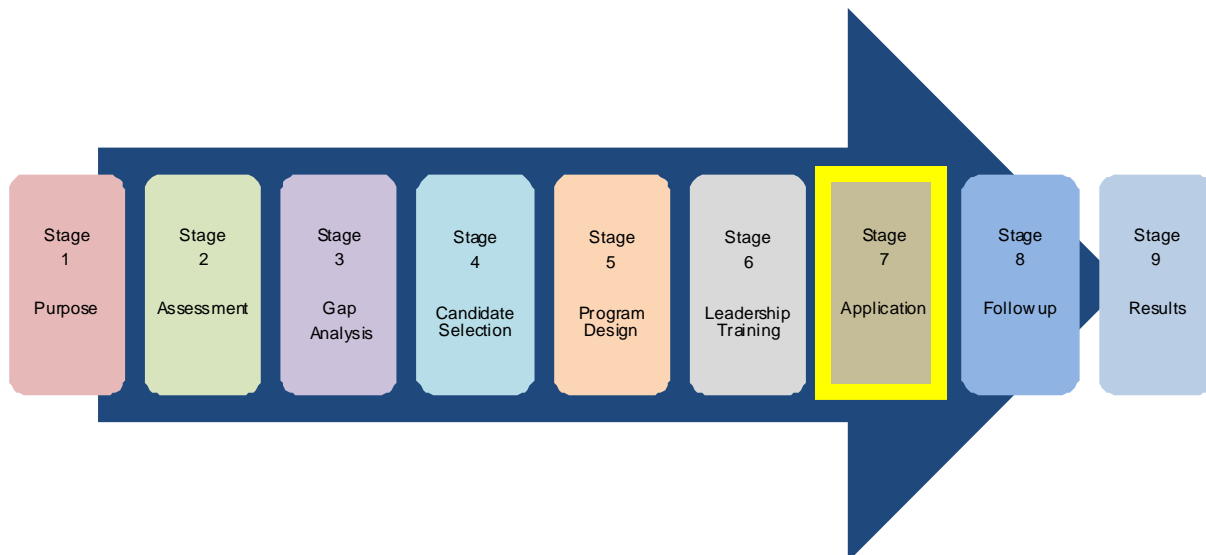 Stage
1
Purpose
Stage
2
Assessment
Stage
3
Gap
Analysis
Stage
4
Candidate
Selection
Stage
5
Program
Design
Stage
6
Leadership
Training
Stage
7
Application
Stage
8
Follow up
Stage
9
Results